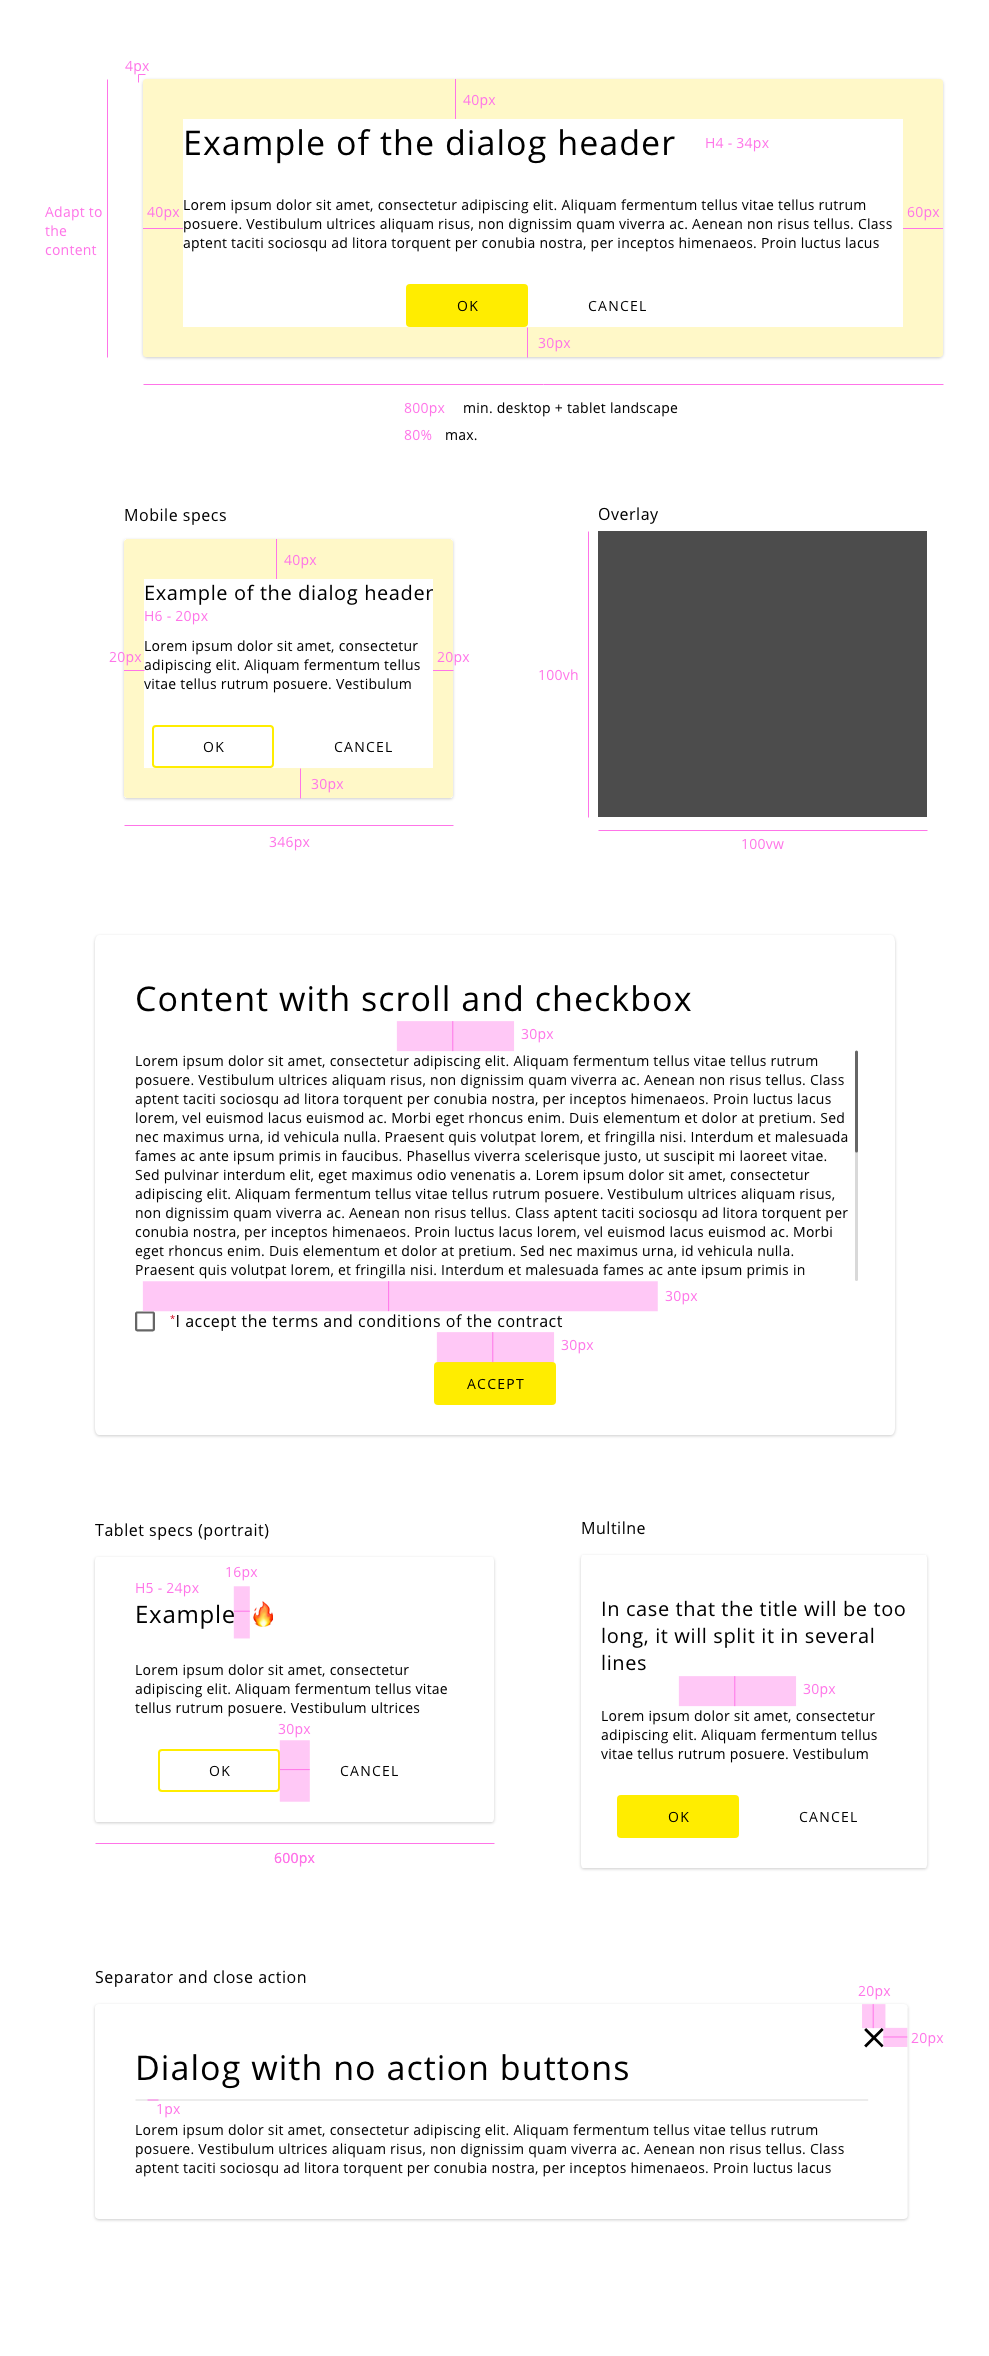 4px
40px
Example of the dialog header
H4 - 34px
Adapt to
the
content
40px
Lorem ipsum dolor sit amet, consectetur adipiscing elit. Aliquam fermentum tellus vitae tellus rutrum
posuere. Vestibulum ultrices aliquam risus, non dignissim quam viverra ac. Aenean non risus tellus. Class
aptent taciti sociosqu ad litora torquent per conubia nostra, per inceptos himenaeos. Proin luctus lacus
60px
OK
CANCEL
30px
800px min. desktop + tablet landscape
80% max.
Mobile specs
40px
Example of the dialog header
H6 - 20px
20px
Lorem ipsum dolor sit amet, consectetur
adipiscing elit. Aliquam fermentum tellus
vitae tellus rutrum posuere. Vestibulum
20px
OK
CANCEL
30px
346px
Overlay
100vh
100vw
Content with scroll and checkbox
30px
Lorem ipsum dolor sit amet, consectetur adipiscing elit. Aliquam fermentum tellus vitae tellus rutrum
posuere. Vestibulum ultrices aliquam risus, non dignissim quam viverra ac. Aenean non risus tellus. Class
aptent taciti sociosqu ad litora torquent per conubia nostra, per inceptos himenaeos. Proin luctus lacus
lorem, vel euismod lacus euismod ac. Morbi eget rhoncus enim. Duis elementum et dolor at pretium. Sed
nec maximus urna, id vehicula nulla. Praesent quis volutpat lorem, et fringilla nisi. Interdum et malesuada
fames ac ante ipsum primis in faucibus. Phasellus viverra scelerisque justo, ut suscipit mi laoreet vitae.
Sed pulvinar interdum elit, eget maximus odio venenatis a. Lorem ipsum dolor sit amet, consectetur
adipiscing elit. Aliquam fermentum tellus vitae tellus rutrum posuere. Vestibulum ultrices aliquam risus,
non dignissim quam viverra ac. Aenean non risus tellus. Class aptent taciti sociosqu ad litora torquent per
conubia nostra, per inceptos himenaeos. Proin luctus lacus lorem, vel euismod lacus euismod ac. Morbi
eget rhoncus enim. Duis elementum et dolor at pretium. Sed nec maximus urna, id vehicula nulla.
Praesent quis volutpat lorem, et fringilla nisi. Interdum et malesuada fames ac ante ipsum primis in
30px
*I accept the terms and conditions of the contract
30px
ACCEPT
Tablet specs (portrait)
16px
H5 - 24px
Example 🔥
Lorem ipsum dolor sit amet, consectetur
adipiscing elit. Aliquam fermentum tellus vitae
tellus rutrum posuere. Vestibulum ultrices
30px
OK
CANCEL
600px
Multilne
In case that the title will be too
long, it will split it in several
lines
30px
Lorem ipsum dolor sit amet, consectetur
adipiscing elit. Aliquam fermentum tellus
vitae tellus rutrum posuere. Vestibulum
OK
CANCEL
Separator and close action
20px
20px
Dialog with no action buttons
1px
Lorem ipsum dolor sit amet, consectetur adipiscing elit. Aliquam fermentum tellus vitae tellus rutrum
posuere. Vestibulum ultrices aliquam risus, non dignissim quam viverra ac. Aenean non risus tellus. Class
aptent taciti sociosqu ad litora torquent per conubia nostra, per inceptos himenaeos. Proin luctus lacus